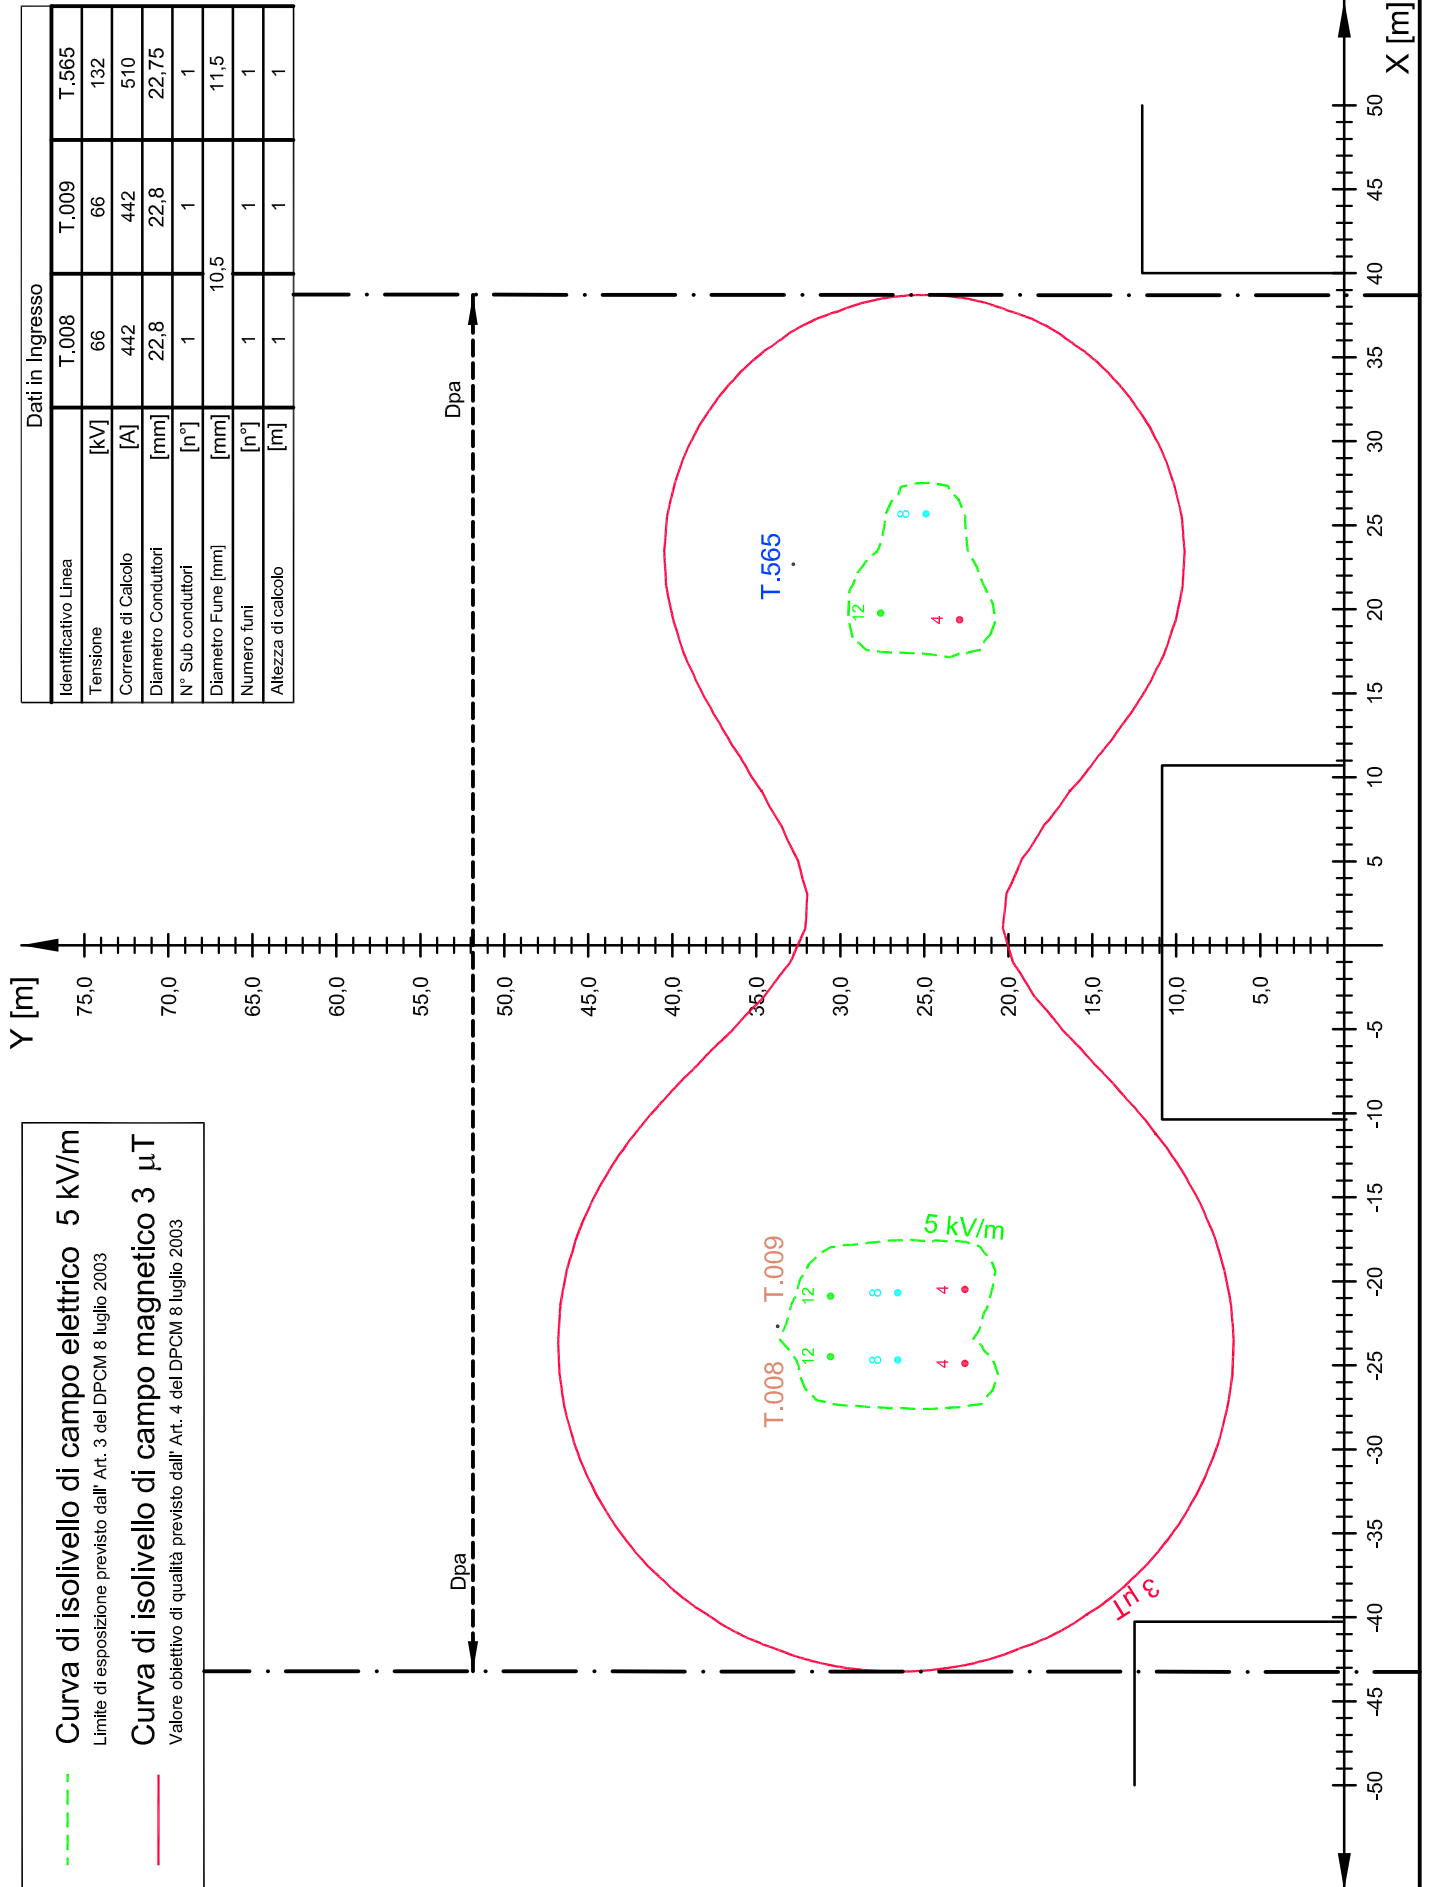 Curva di isolivello di campo elettrico 5 kV/m
Limite di esposizione previsto dall' Art. 3 del DPCM 8 luglio 2003
Curva di isolivello di campo magnetico 3 µT
Valore obiettivo di qualità previsto dall' Art. 4 del DPCM 8 luglio 2003
Dati in Ingresso
Identificativo Linea T.008 T.009 T.565
Tensione [kV] 66 66 132
Corrente di Calcolo [A] 442 442 510
Diametro Conduttori [mm] 22,8 22,8 22,75
N° Sub conduttori [n°] 1 1 1
Diametro Fune [mm] [mm] 10,5 11,5
Numero funi [n°] 1 1 1
Altezza di calcolo [m] 1 1 1
Y [m]
75,0
70,0
65,0
60,0
55,0
50,0
45,0
40,0
35,0
30,0
25,0
20,0
15,0
10,0
5,0
Dpa
Dpa
T.008
T.009
T.565
12
12
12
8
8
8
4
4
4
5 kV/m
3 µT
-50
-45
-40
-35
-30
-25
-20
-15
-10
-5
5
10
15
20
25
30
35
40
45
50
X [m]